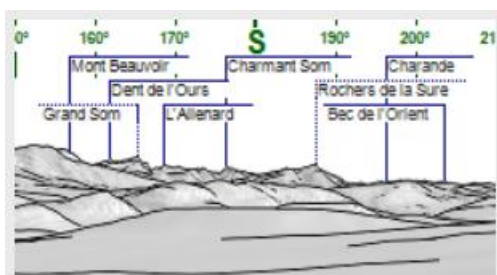 0° 160° 170° S 190° 200° 21
Mont Beauvoir Charmant Som Charande
Dent de l'Ours Rochers de la Sure
Grand Som L'Allenard Bec de l'Orient